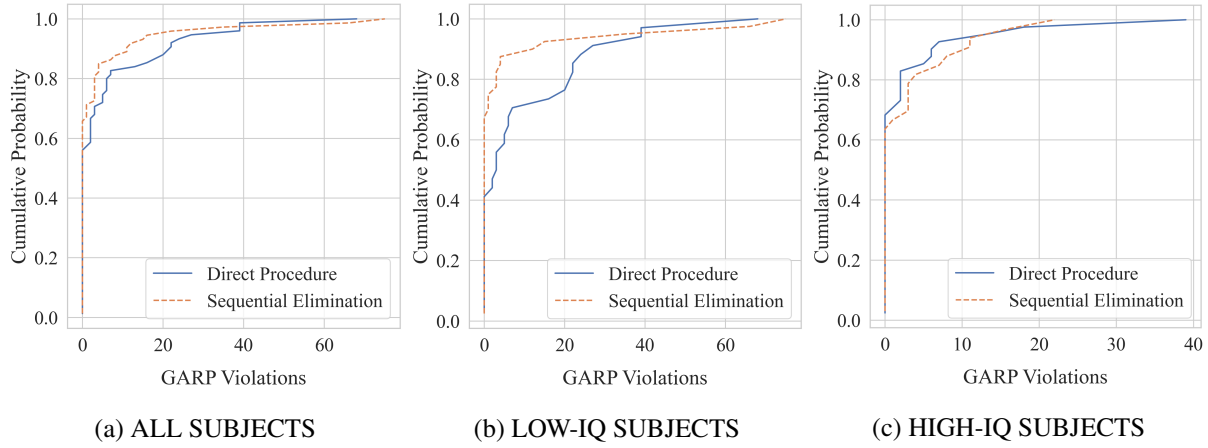 Cumulative Probability
1.0
0.8
0.6
0.4
0.2
0.0
Direct Procedure
Sequential Elimination
0 20 40 60
GARP Violations
(a) ALL SUBJECTS
Cumulative Probability
1.0
0.8
0.6
0.4
0.2
0.0
Direct Procedure
Sequential Elimination
0 20 40 60
GARP Violations
(b) LOW-IQ SUBJECTS
Cumulative Probability
1.0
0.8
0.6
0.4
0.2
0.0
Direct Procedure
Sequential Elimination
0 10 20 30 40
GARP Violations
(c) HIGH-IQ SUBJECTS